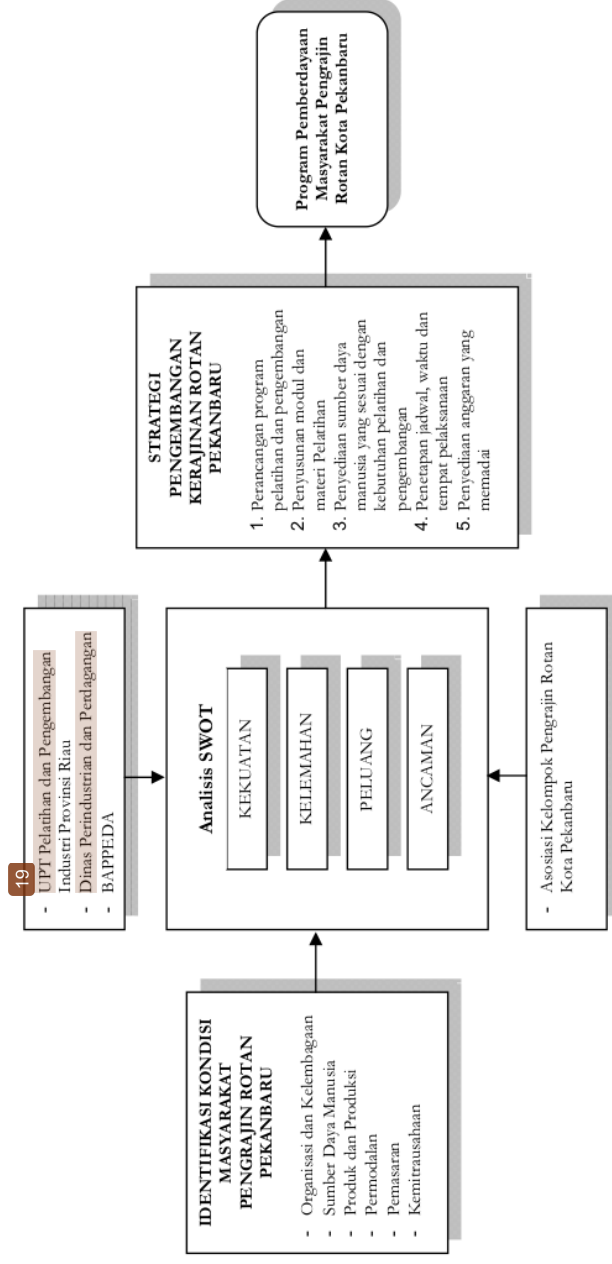 IDENTIFIKASI KONDISI
MASYARAKAT
PENGRAJIN ROTAN
PEKANBARU
- Organisasi dan Kelembagaan
- Sumber Daya Manusia
- Produk dan Produksi
- Permodalan
- Pemasaran
- Kemitrausahaan
19
- UPT Pelatihan dan Pengembangan
Industri Provinsi Riau
- Dinas Perindustrian dan Perdagangan
- BAPPEDA
Analisis SWOT
KEKUATAN
KELEMAHAN
PELUANG
ANCAMAN
- Asosiasi Kelompok Pengrajin Rotan
Kota Pekanbaru
STRATEGI
PENGEMBANGAN
KERAJINAN ROTAN
PEKANBARU
1. Perancangan program
pelatihan dan pengembangan
2. Penyusunan modul dan
materi Pelatihan
3. Penyediaan sumber daya
manusia yang sesuai dengan
kebutuhan pelatihan dan
pengembangan
4. Penetapan jadwal, waktu dan
tempat pelaksanaan
5. Penyediaan anggaran yang
memadai
Program Pemberdayaan
Masyarakat Pengrajin
Rotan Kota Pekanbaru